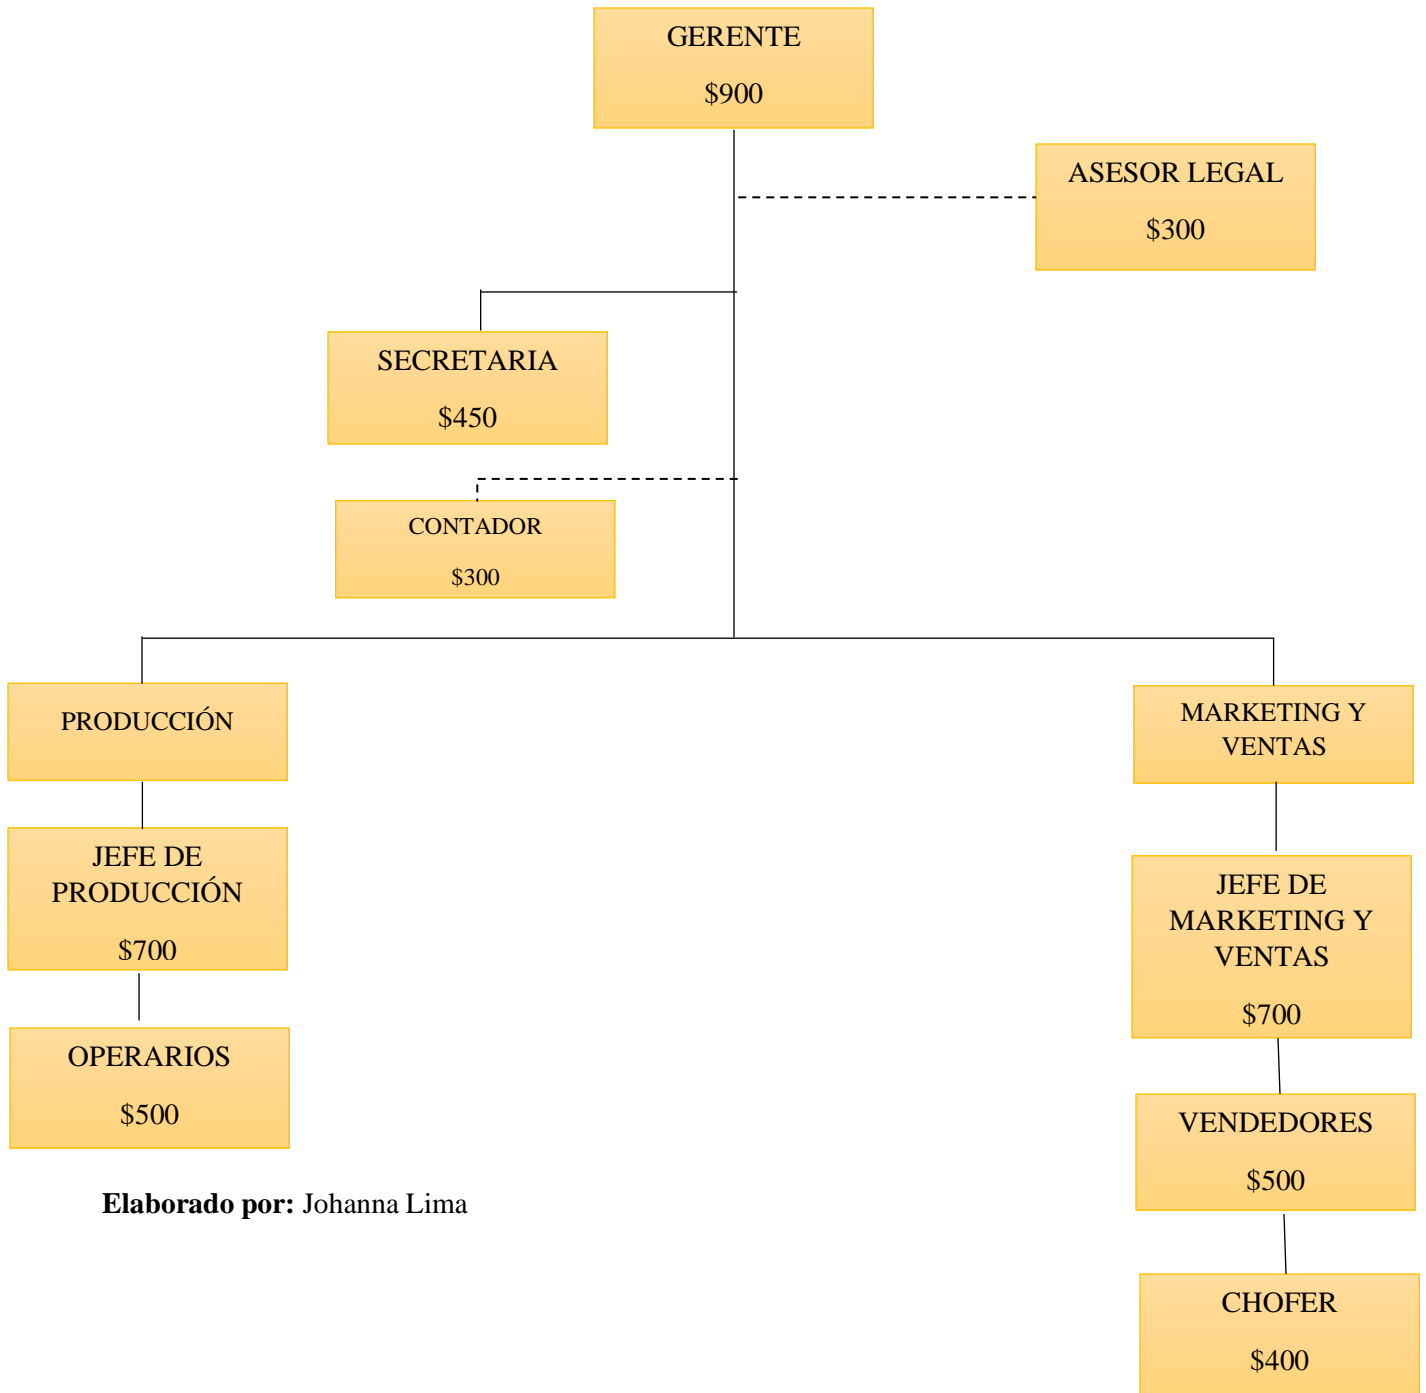 GERENTE
$900
ASESOR LEGAL
$300
SECRETARIA
$450
CONTADOR
$300
PRODUCCIÓN
MARKETING Y
VENTAS
JEFE DE
PRODUCCIÓN
$700
JEFE DE
MARKETING Y
VENTAS
$700
OPERARIOS
$500
VENDEDORES
$500
Elaborado por: Johanna Lima
CHOFER
$400